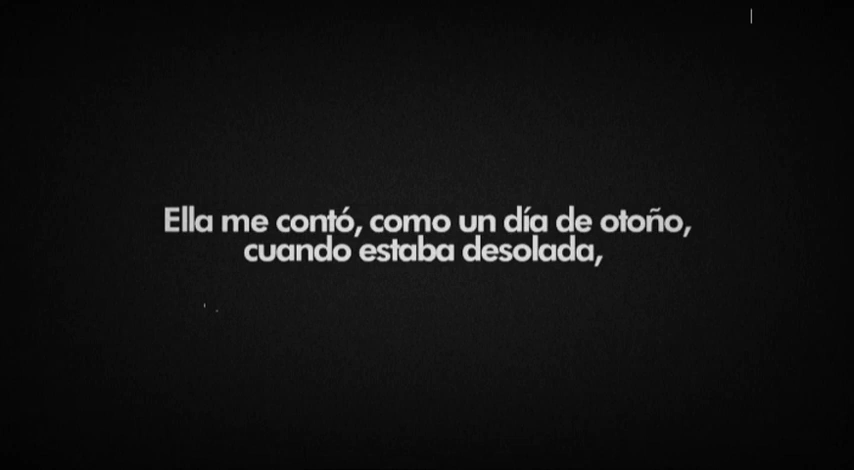 Ella me contó, como un día de otoño,
cuando estaba desolada,